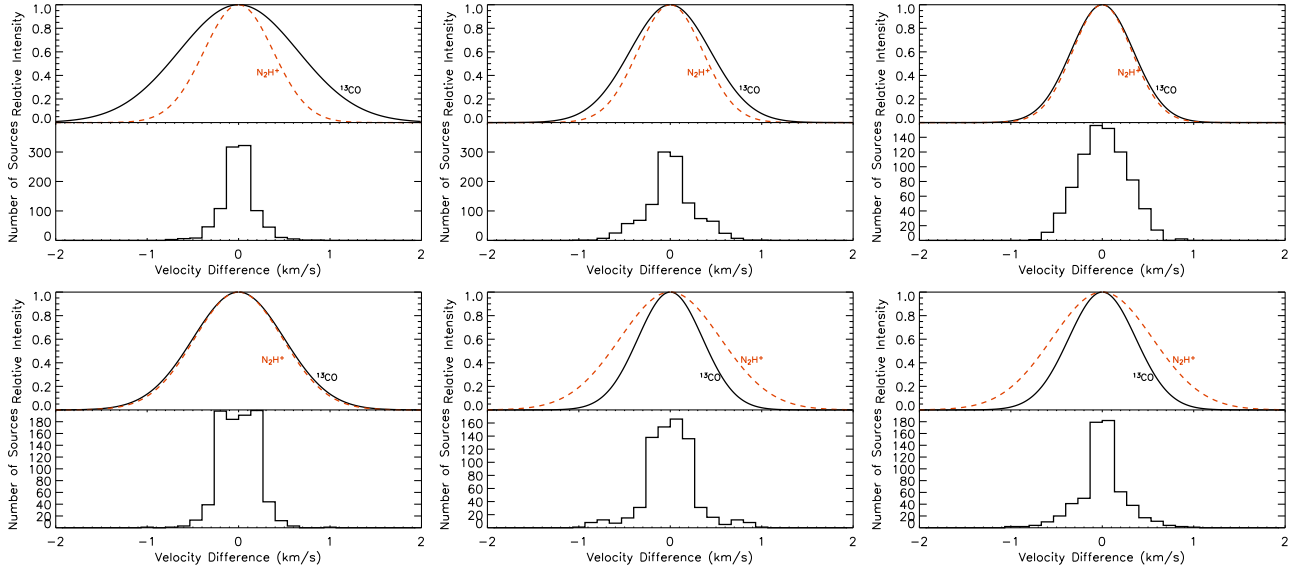 Relative Intensity
1.0
0.8
0.6
0.4
0.2
0.0
N₂H⁺
¹³CO
Number of Sources
300
200
100
0
-2 -1 0 1 2
Velocity Difference (km/s)
Relative Intensity
1.0
0.8
0.6
0.4
0.2
0.0
N₂H⁺
¹³CO
Number of Sources
300
200
100
0
-2 -1 0 1 2
Velocity Difference (km/s)
Relative Intensity
1.0
0.8
0.6
0.4
0.2
0.0
N₂H⁺
¹³CO
Number of Sources
140
120
100
80
60
40
20
0
-2 -1 0 1 2
Velocity Difference (km/s)
Relative Intensity
1.0
0.8
0.6
0.4
0.2
0.0
N₂H⁺
¹³CO
Number of Sources
180
160
140
120
100
80
60
40
20
0
-2 -1 0 1 2
Velocity Difference (km/s)
Relative Intensity
1.0
0.8
0.6
0.4
0.2
0.0
N₂H⁺
¹³CO
Number of Sources
160
140
120
100
80
60
40
20
0
-2 -1 0 1 2
Velocity Difference (km/s)
Relative Intensity
1.0
0.8
0.6
0.4
0.2
0.0
N₂H⁺
¹³CO
Number of Sources
180
160
140
120
100
80
60
40
20
0
-2 -1 0 1 2
Velocity Difference (km/s)